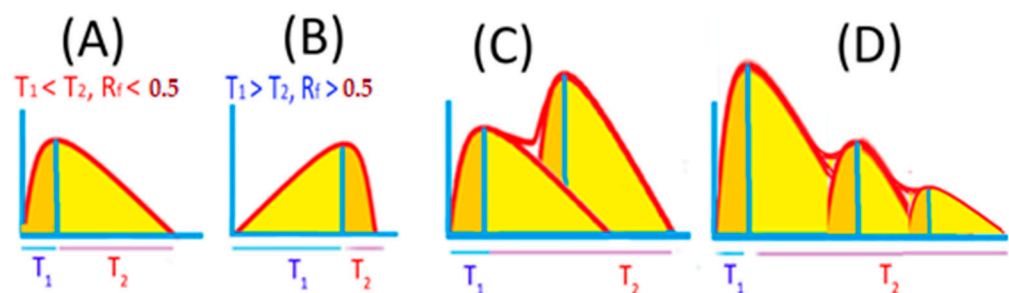 (A)
T₁ < T₂, Rf < 0.5
T₁
T₂
(B)
T₁ > T₂, Rf > 0.5
T₁
T₂
(C)
T₁
T₂
(D)
T₁
T₂